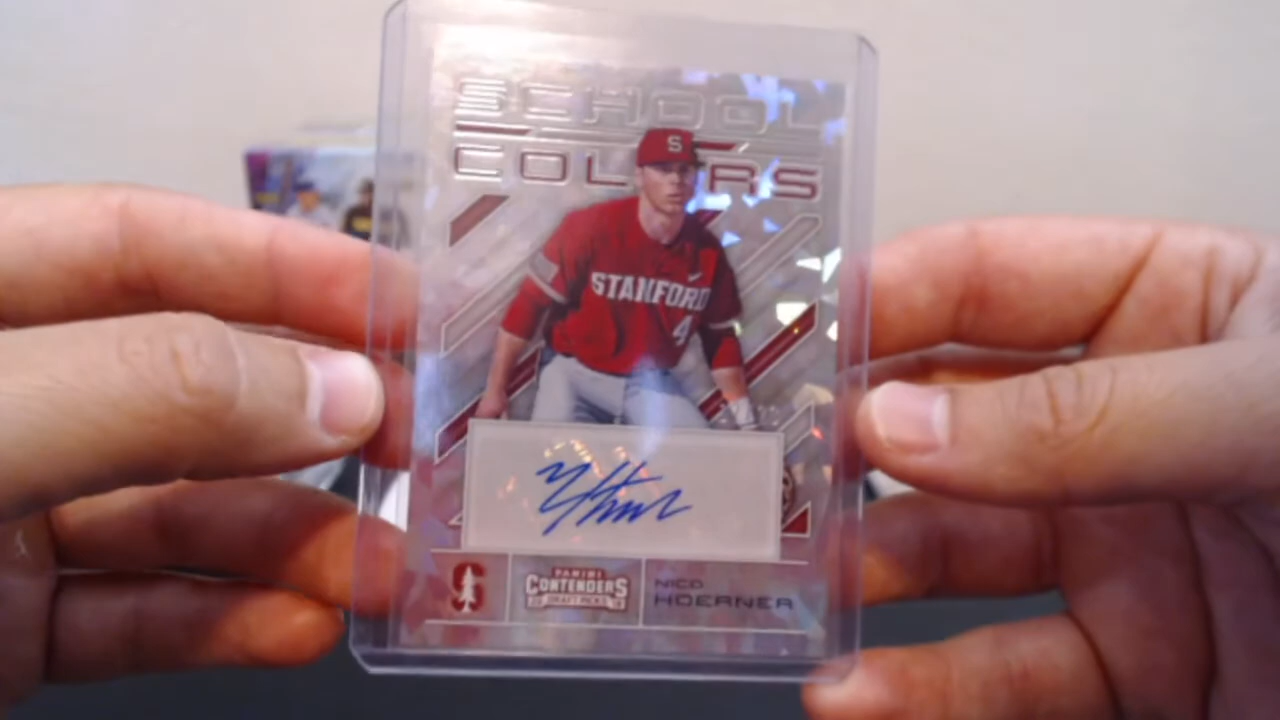 SCHOOL
COLORS
S
STANFORD
4
S
PANINI
CONTENDERS
DRAFT PICKS
NICO
HOERNER